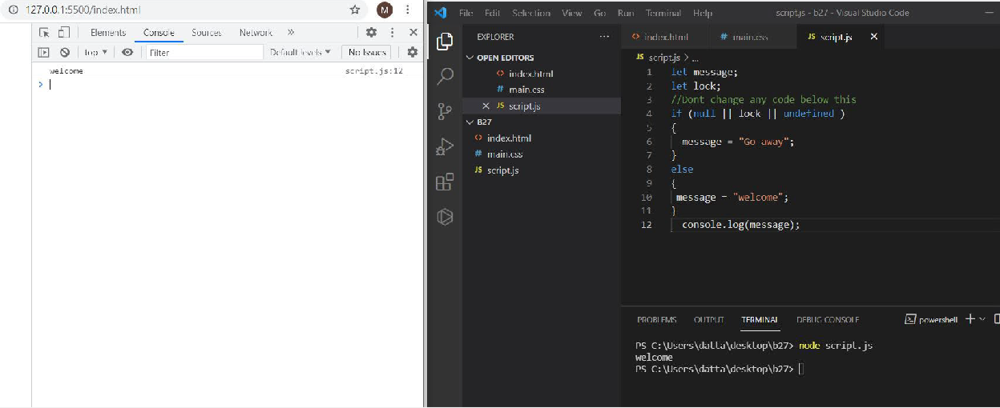 127.0.0.1:5500/index.html
M
Elements Console Sources Network »
top Filter Default levels No Issues
welcome script.js:12
File Edit Selection View Go Run Terminal Help script.js - b27 - Visual Studio Code
EXPLORER
OPEN EDITORS
index.html
main.css
JS script.js
B27
index.html
main.css
JS script.js
index.html main.css JS script.js
JS script.js > ...
1 let message;
2 let lock;
3 //Dont change any code below this
4 if (null || lock || undefined )
5 {
6 message = "Go away";
7 }
8 else
9 {
10 message = "welcome";
11 }
12 console.log(message);
PROBLEMS OUTPUT TERMINAL DEBUG CONSOLE powershell
PS C:\Users\datta\desktop\b27> node script.js
welcome
PS C:\Users\datta\desktop\b27>